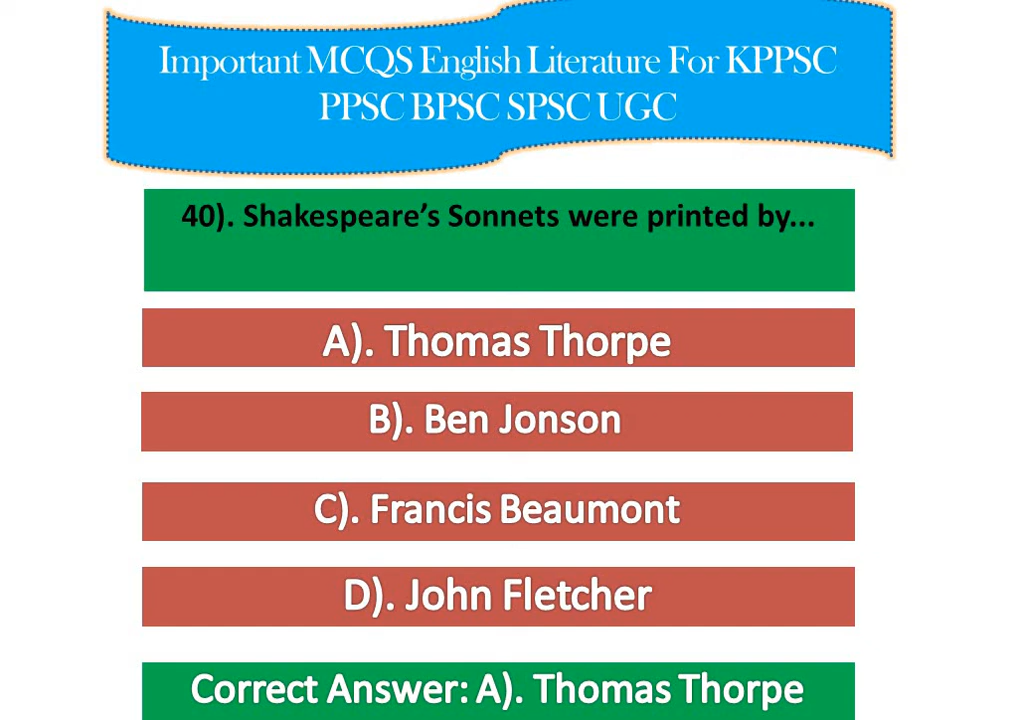 Important MCQS English Literature For KPPSC
PPSC BPSC SPSC UGC
40). Shakespeare’s Sonnets were printed by...
A). Thomas Thorpe
B). Ben Jonson
C). Francis Beaumont
D). John Fletcher
Correct Answer: A). Thomas Thorpe